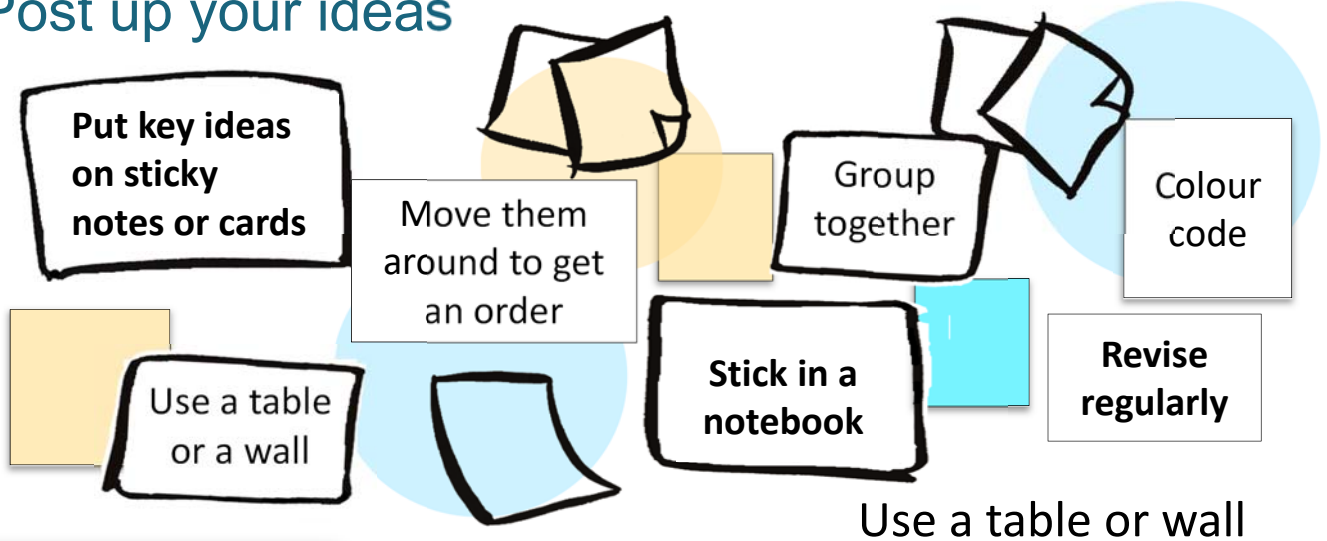 Post up your ideas
Put key ideas
on sticky
notes or cards
Move them
around to get
an order
Group
together
Colour
code
Use a table
or a wall
Stick in a
notebook
Revise
regularly
Use a table or wall